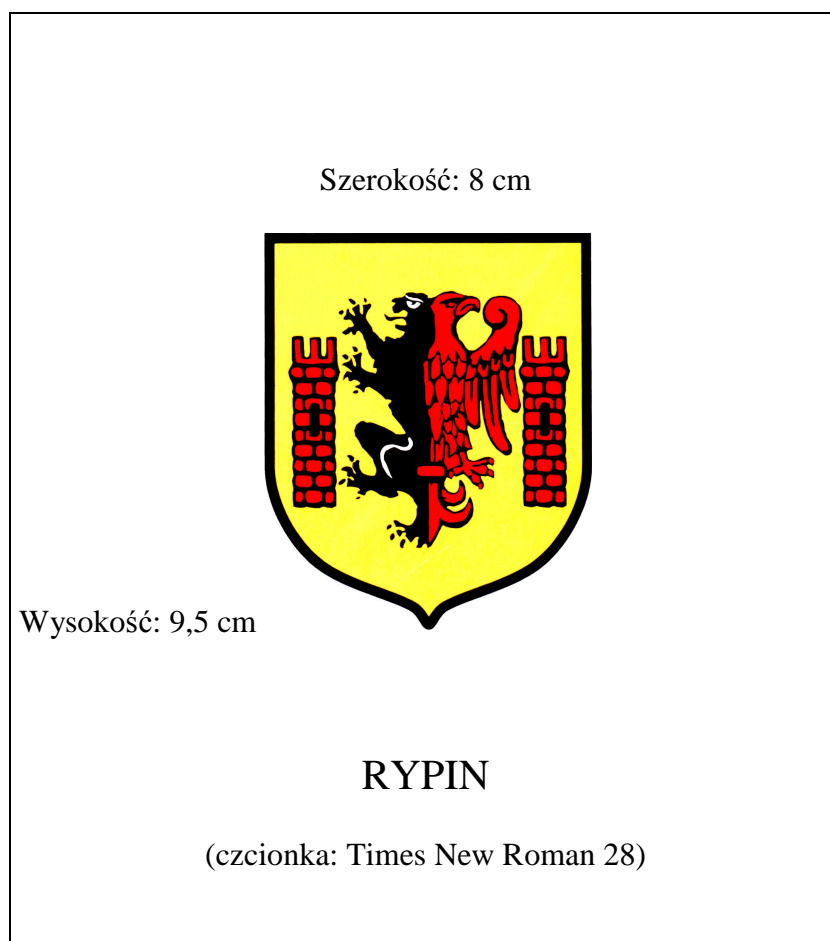 Szerokość: 8 cm
Wysokość: 9,5 cm
RYPIN
(czcionka: Times New Roman 28)